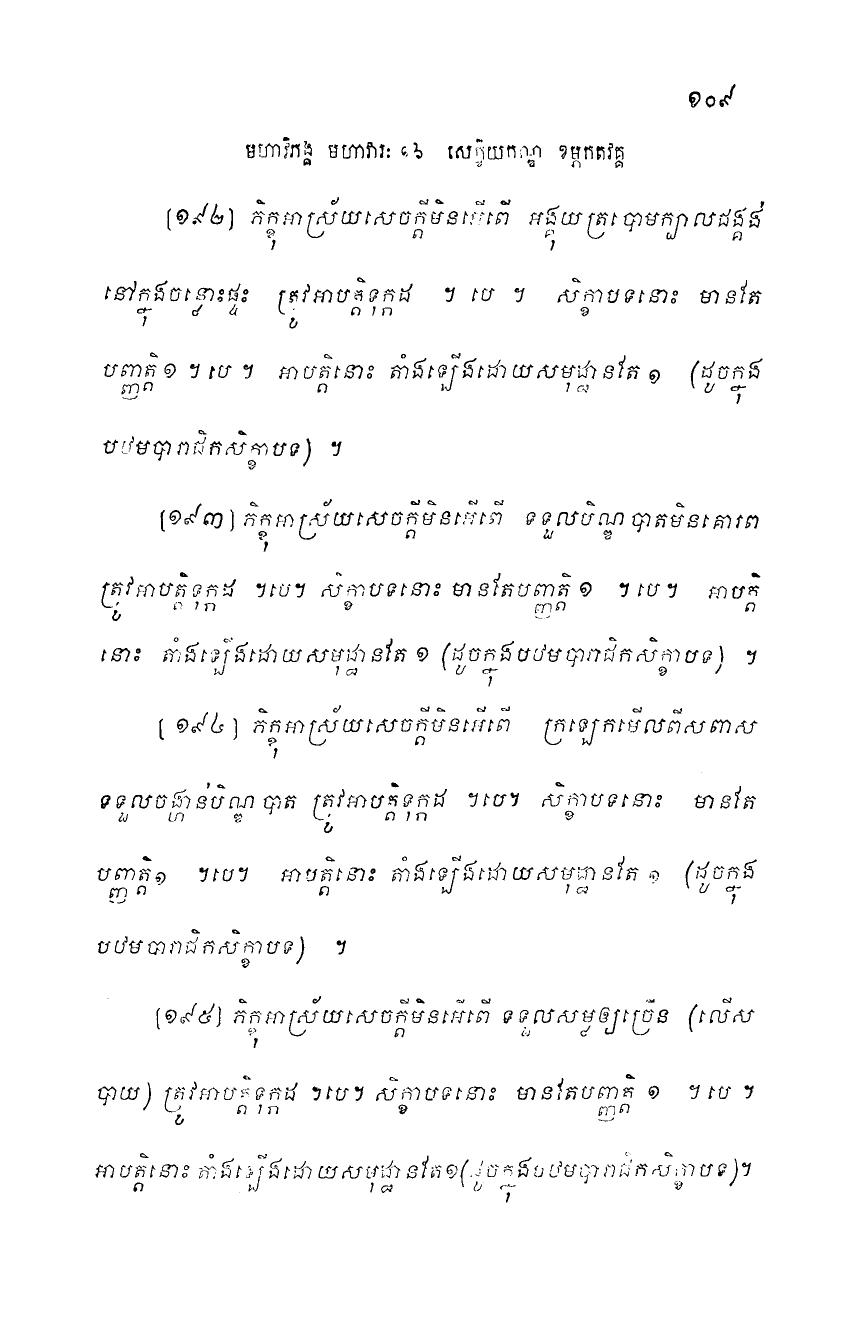 ១០៩
មហាវិភង្គ មហាវារៈ ១៦ សេក្ខិយកណ្ឌ ខម្ភកតវគ្គ
[១៩២] ភិក្ខុអាស្រ័យសេចក្តីមិនអើពើ អង្គុយត្របោមក្បាលជង្គង់
នៅក្នុងចន្លោះផ្ទះ ត្រូវអាបត្តិទុក្កដ ។ បេ ។ សិក្ខាបទនោះ មានតែ
បញ្ញត្តិ១ ។ បេ ។ អាបត្តិនោះ តាំងឡើងដោយសមុដ្ឋានតែ ១ (ដូចក្នុង
បឋមបារាជិកសិក្ខាបទ) ។
[១៩៣] ភិក្ខុអាស្រ័យសេចក្តីមិនអើពើ ទទួលបិណ្ឌបាតមិនគោរព
ត្រូវអាបត្តិទុក្កដ ។បេ។ សិក្ខាបទនោះ មានតែបញ្ញត្តិ ១ ។ បេ ។ អាបត្តិ
នោះ តាំងឡើងដោយសមុដ្ឋានតែ ១ (ដូចក្នុងបឋមបារាជិកសិក្ខាបទ) ។
[ ១៩៤ ] ភិក្ខុអាស្រ័យសេចក្តីមិនអើពើ ក្រឡេកមើលពីសពាស
ទទួលចង្ហាន់បិណ្ឌបាត ត្រូវអាបត្តិទុក្កដ ។បេ។ សិក្ខាបទនោះ មានតែ
បញ្ញត្តិ១ ។បេ។ អាបត្តិនោះ តាំងឡើងដោយសមុដ្ឋានតែ ១ (ដូចក្នុង
បឋមបារាជិកសិក្ខាបទ) ។
[១៩៥] ភិក្ខុអាស្រ័យសេចក្តីមិនអើពើ ទទួលសម្លឲ្យច្រើន (លើស
បាយ) ត្រូវអាបត្តិទុក្កដ ។បេ។ សិក្ខាបទនោះ មានតែបញ្ញត្តិ ១ ។ បេ ។
អាបត្តិនោះ តាំងឡើងដោយសមុដ្ឋានតែ១(ដូចក្នុងបឋមបារាជិកសិក្ខាបទ)។